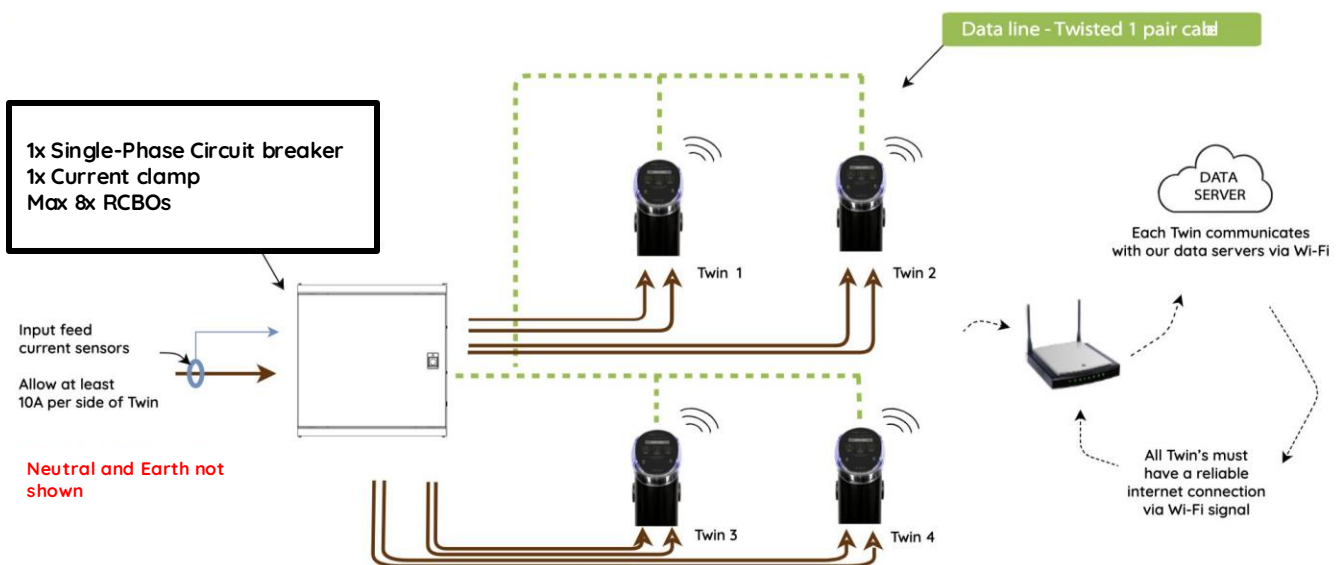 Data line - Twisted 1 pair cabel
1x Single-Phase Circuit breaker
1x Current clamp
Max 8x RCBOs
DATA
SERVER
Each Twin communicates
with our data servers via Wi-Fi
Twin 1
Twin 2
Input feed
current sensors
Allow at least
10A per side of Twin
Neutral and Earth not
shown
All Twin's must
have a reliable
internet connection
via Wi-Fi signal
Twin 3
Twin 4